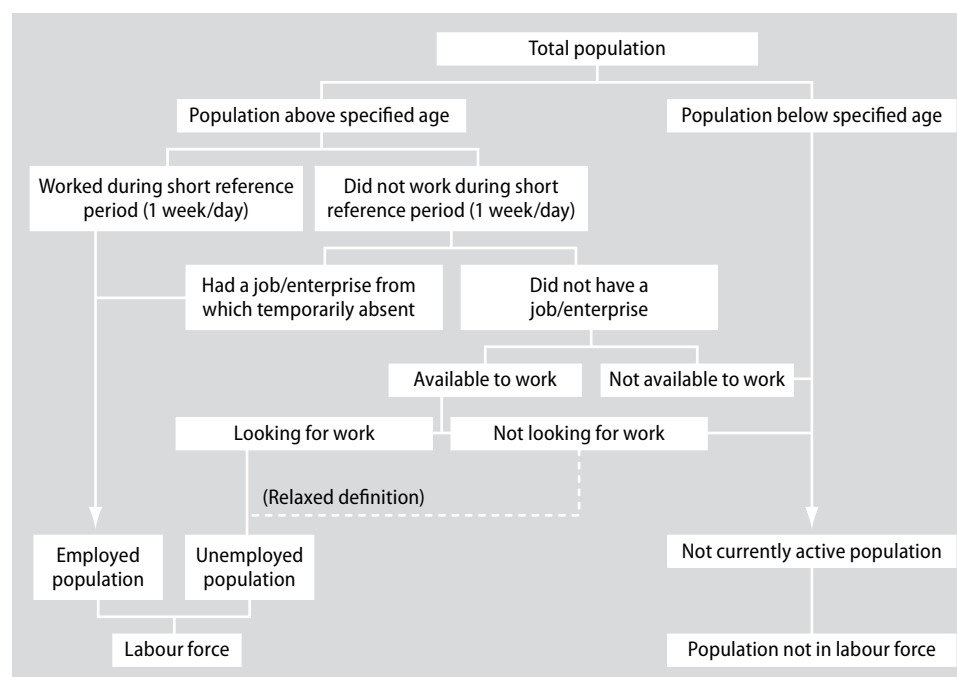 Total population
Population above specified age
Population below specified age
Worked during short reference
period (1 week/day)
Did not work during short
reference period (1 week/day)
Had a job/enterprise from
which temporarily absent
Did not have a
job/enterprise
Available to work
Not available to work
Looking for work
Not looking for work
(Relaxed definition)
Employed
population
Unemployed
population
Not currently active population
Labour force
Population not in labour force